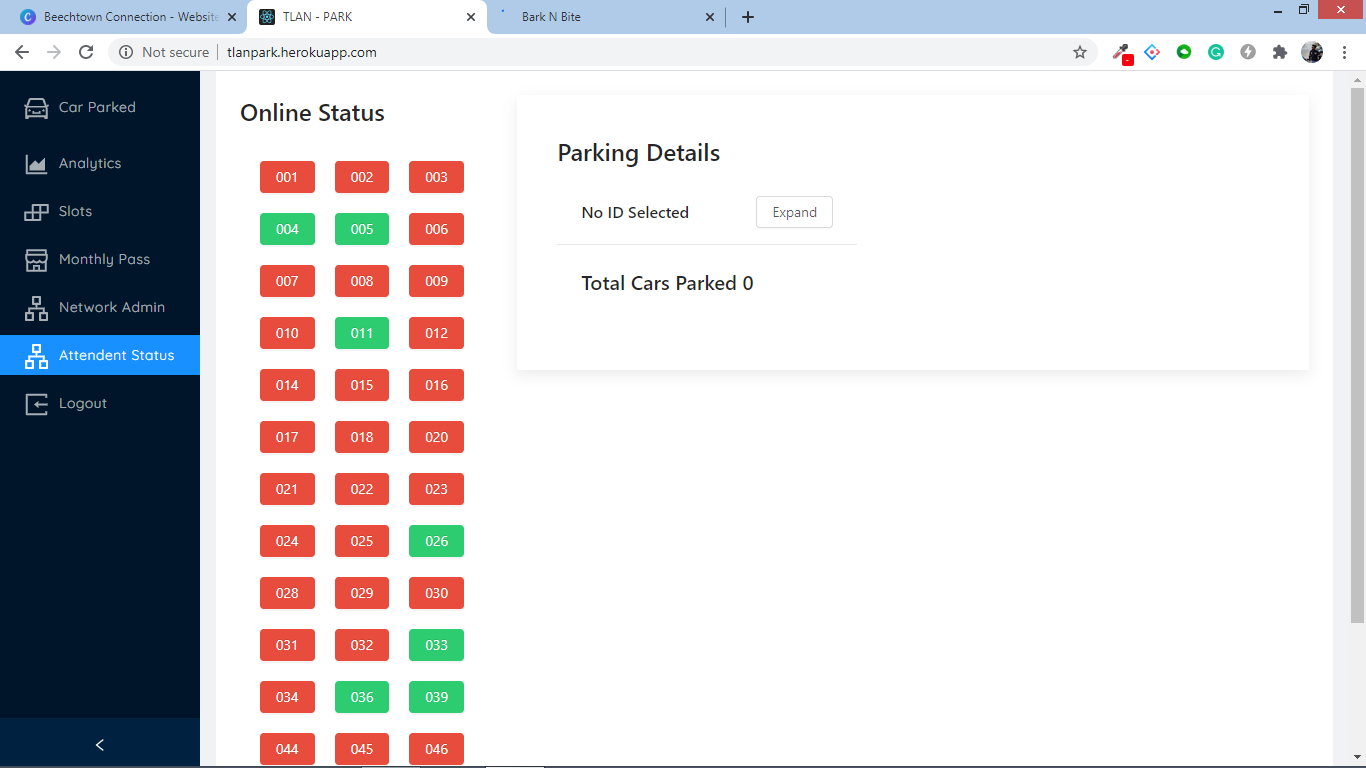 Beechtown Connection - Website
TLAN - PARK
Bark N Bite
Not secure
tlanpark.herokuapp.com
Car Parked
Analytics
Slots
Monthly Pass
Network Admin
Attendent Status
Logout
Online Status
001 002 003
004 005 006
007 008 009
010 011 012
014 015 016
017 018 020
021 022 023
024 025 026
028 029 030
031 032 033
034 036 039
044 045 046
Parking Details
No ID Selected Expand
Total Cars Parked 0